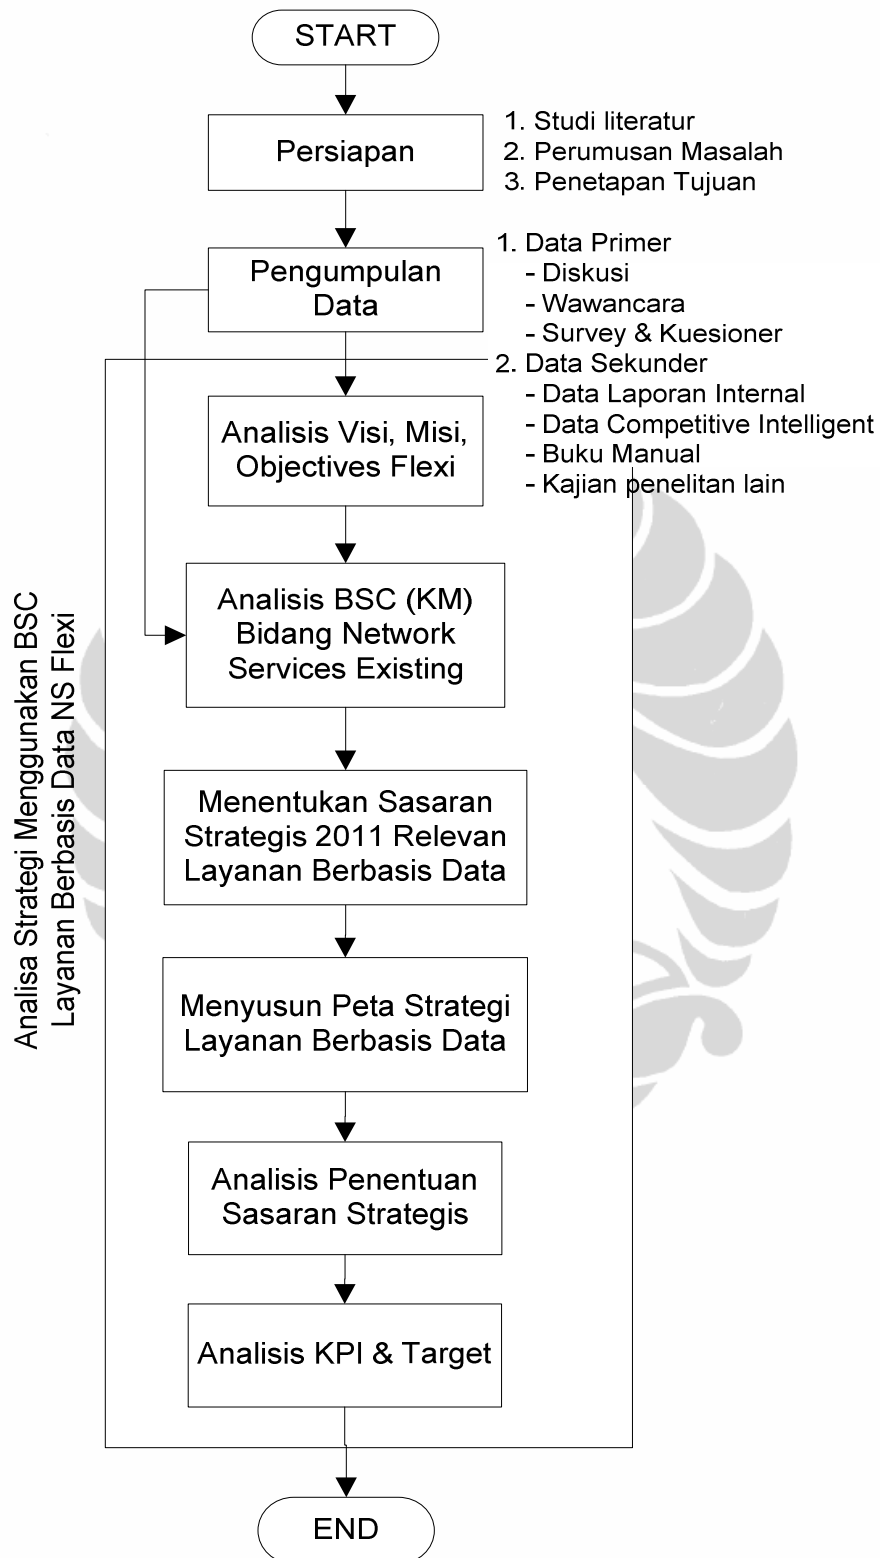 START
Persiapan
1. Studi literatur
2. Perumusan Masalah
3. Penetapan Tujuan
Pengumpulan
Data
1. Data Primer
- Diskusi
- Wawancara
- Survey & Kuesioner
2. Data Sekunder
- Data Laporan Internal
- Data Competitive Intelligent
- Buku Manual
- Kajian penelitan lain
Analisis Visi, Misi,
Objectives Flexi
Analisis BSC (KM)
Bidang Network
Services Existing
Analisa Strategi Menggunakan BSC
Layanan Berbasis Data NS Flexi
Menentukan Sasaran
Strategis 2011 Relevan
Layanan Berbasis Data
Menyusun Peta Strategi
Layanan Berbasis Data
Analisis Penentuan
Sasaran Strategis
Analisis KPI & Target
END